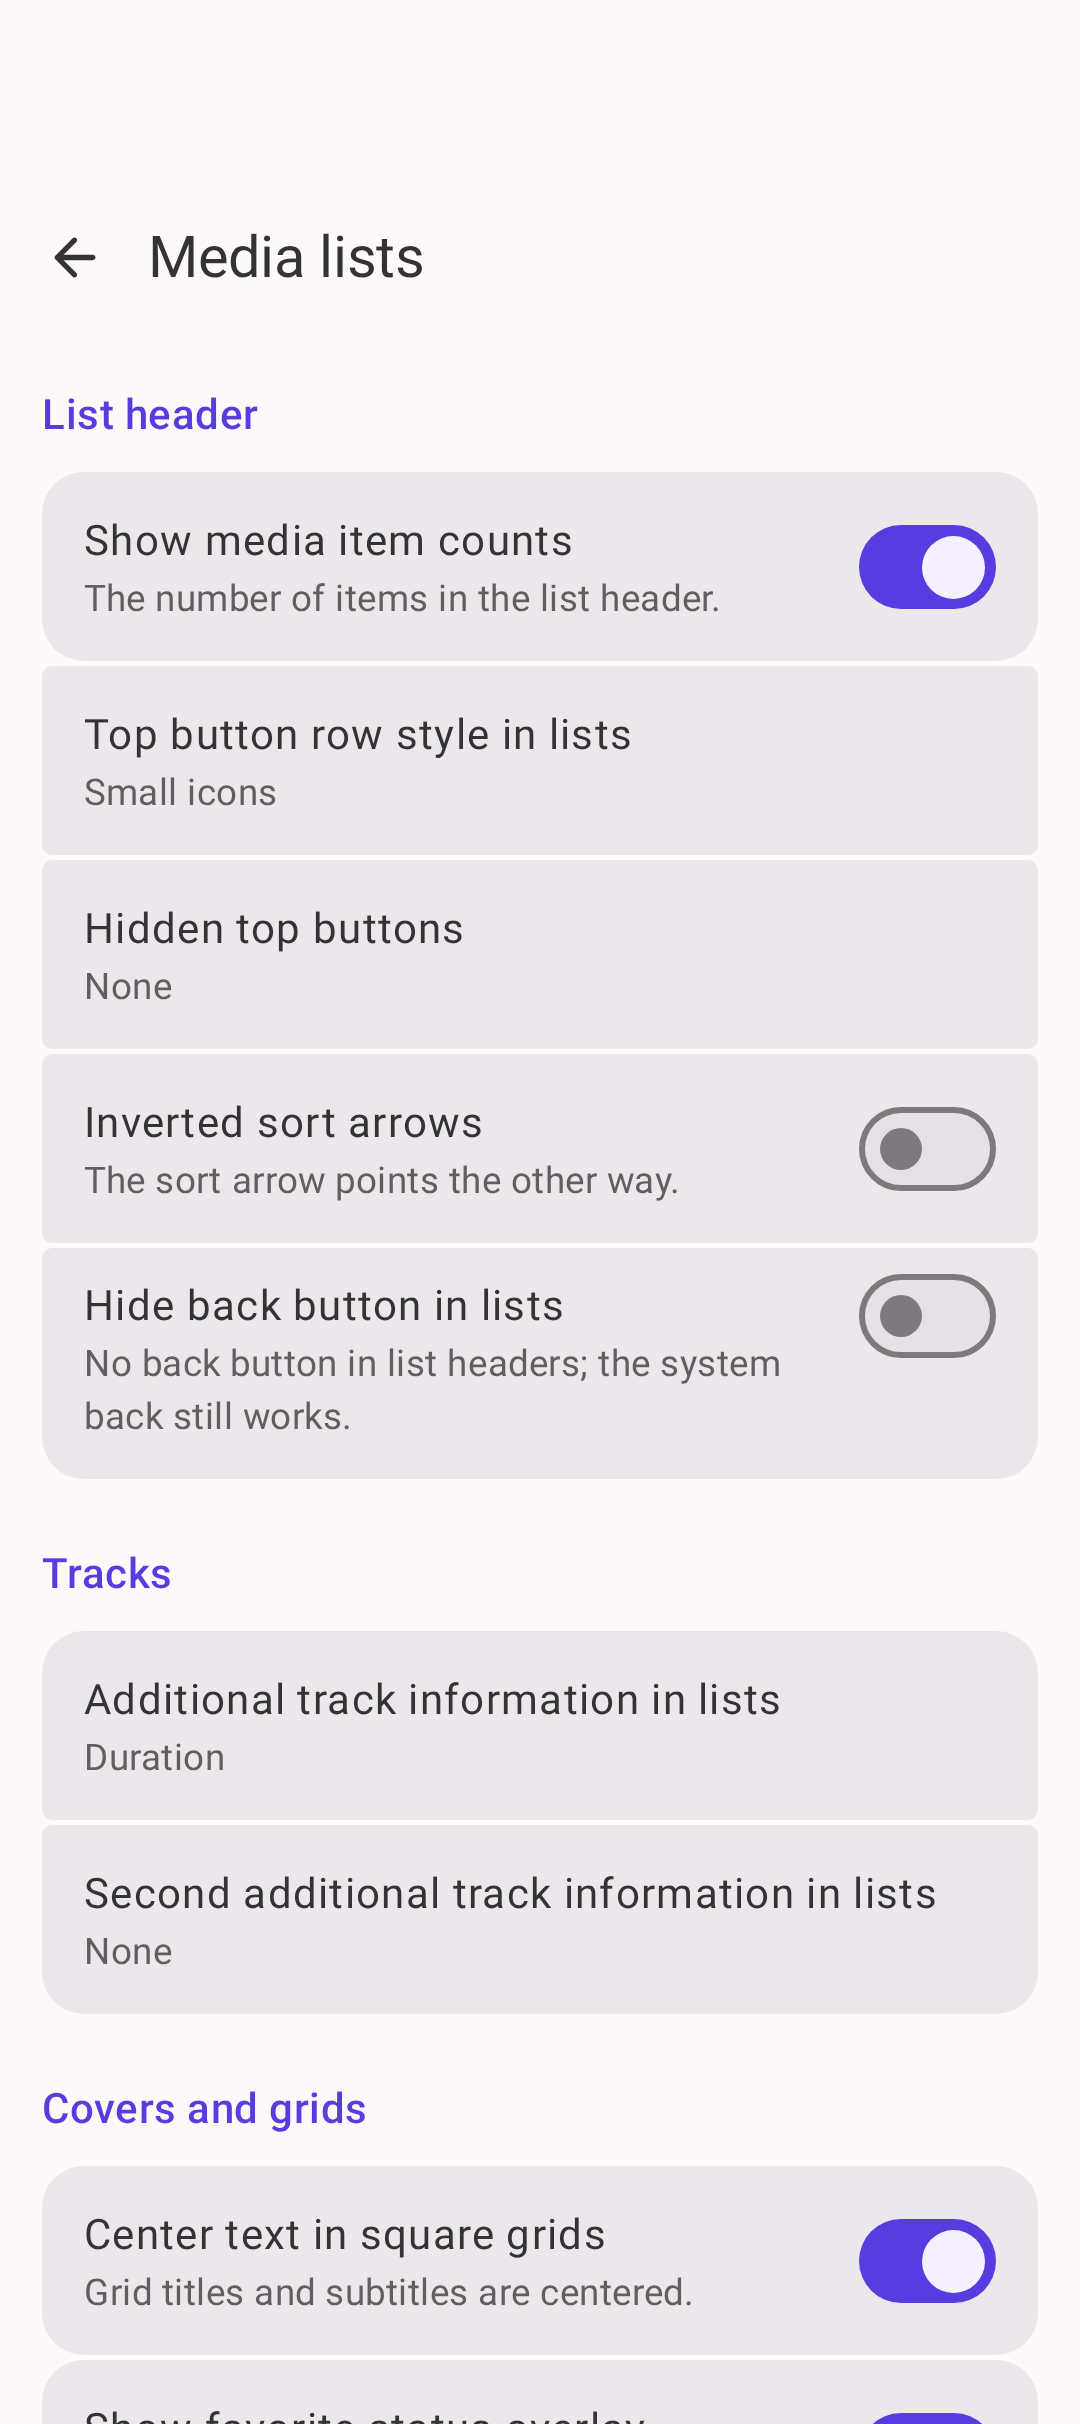 Media lists
List header
Show media item counts
The number of items in the list header.
Top button row style in lists
Small icons
Hidden top buttons
None
Inverted sort arrows
The sort arrow points the other way.
Hide back button in lists
No back button in list headers; the system
back still works.
Tracks
Additional track information in lists
Duration
Second additional track information in lists
None
Covers and grids
Center text in square grids
Grid titles and subtitles are centered.
Show favorite status overlay